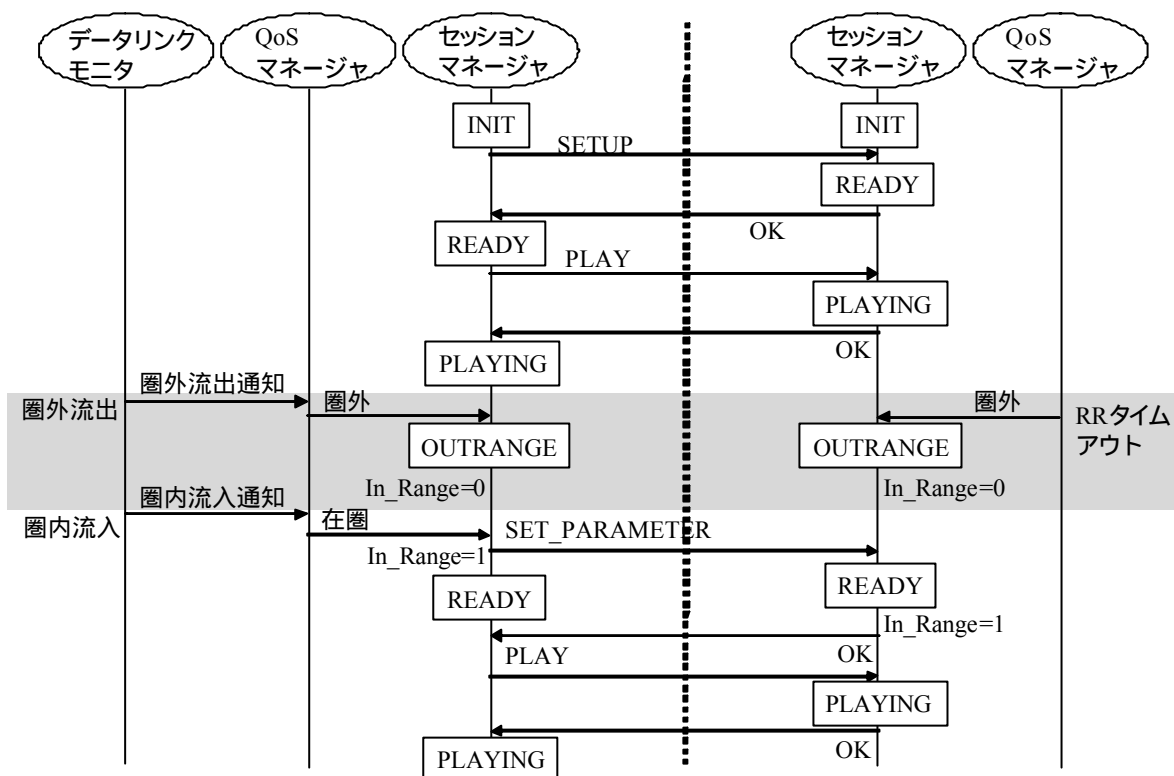 データリンク
モニタ
QoS
マネージャ
セッション
マネージャ
セッション
マネージャ
QoS
マネージャ
INIT
INIT
SETUP
READY
OK
READY
PLAY
PLAYING
OK
PLAYING
圏外流出通知
圏外流出
圏外
圏外
RRタイム
アウト
OUTRANGE
OUTRANGE
In_Range=0
In_Range=0
圏内流入通知
圏内流入
在圏
SET_PARAMETER
In_Range=1
READY
READY
In_Range=1
PLAY
OK
PLAYING
OK
PLAYING